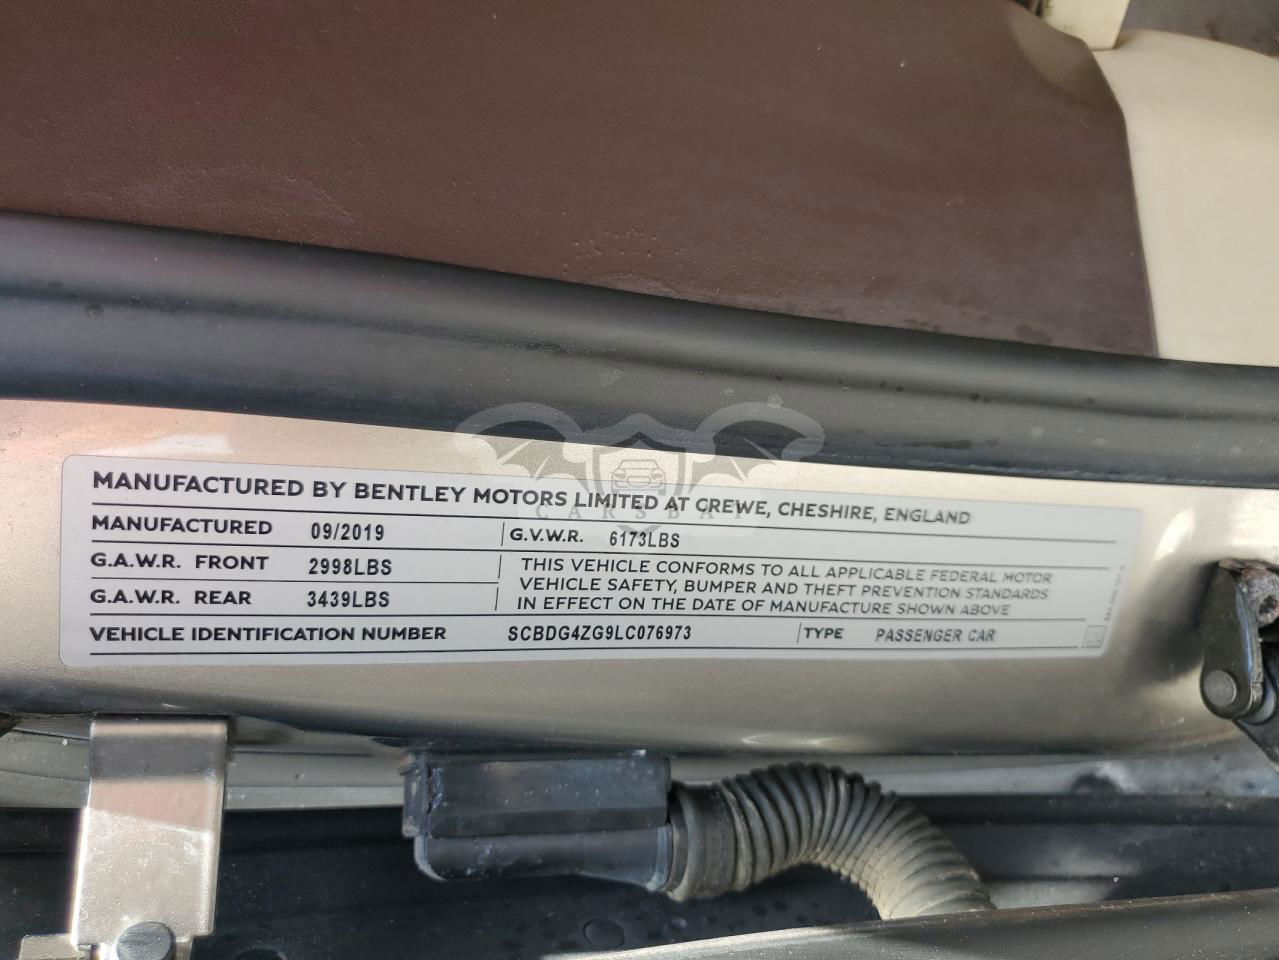 MANUFACTURED BY BENTLEY MOTORS LIMITED AT CREWE, CHESHIRE, ENGLAND
MANUFACTURED 09/2019 G.V.W.R. 6173LBS
G.A.W.R. FRONT 2998LBS
G.A.W.R. REAR 3439LBS
THIS VEHICLE CONFORMS TO ALL APPLICABLE FEDERAL MOTOR
VEHICLE SAFETY, BUMPER AND THEFT PREVENTION STANDARDS
IN EFFECT ON THE DATE OF MANUFACTURE SHOWN ABOVE
VEHICLE IDENTIFICATION NUMBER SCBDG4ZG9LC076973 TYPE PASSENGER CAR
CARSBAT